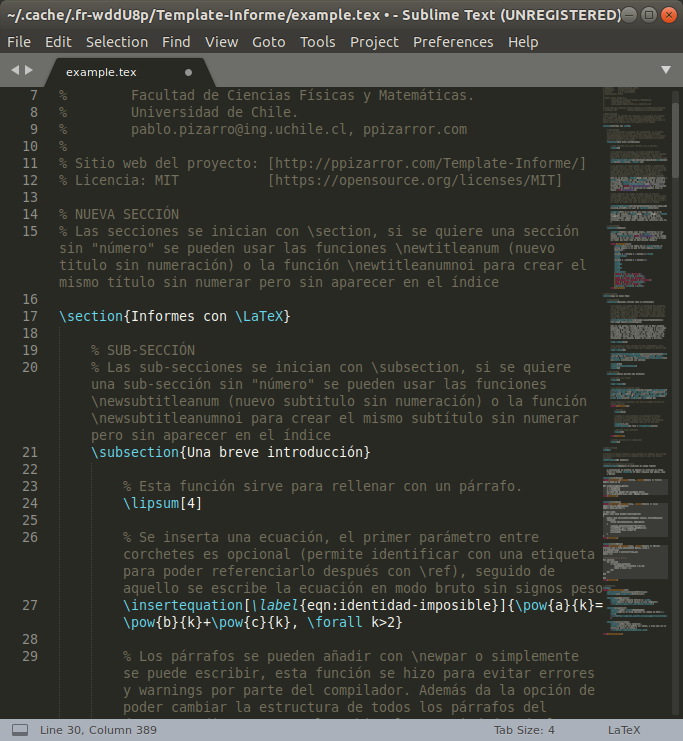 ~/.cache/.fr-wddU8p/Template-Informe/example.tex • - Sublime Text (UNREGISTERED)
File Edit Selection Find View Goto Tools Project Preferences Help
example.tex
7 % Facultad de Ciencias Físicas y Matemáticas.
8 % Universidad de Chile.
9 % pablo.pizarro@ing.uchile.cl, ppizarror.com
10 %
11 % Sitio web del proyecto: [http://ppizarror.com/Template-Informe/]
12 % Licencia: MIT [https://opensource.org/licenses/MIT]
13
14 % NUEVA SECCIÓN
15 % Las secciones se inician con \section, si se quiere una sección
sin "número" se pueden usar las funciones \newtitleanum (nuevo
titulo sin numeración) o la función \newtitleanumnoi para crear el
mismo título sin numerar pero sin aparecer en el índice
16
17 \section{Informes con \LaTeX}
18
19 % SUB-SECCIÓN
20 % Las sub-secciones se inician con \subsection, si se quiere
una sub-sección sin "número" se pueden usar las funciones
\newsubtitleanum (nuevo subtitulo sin numeración) o la función
\newsubtitleanumnoi para crear el mismo subtítulo sin numerar
pero sin aparecer en el índice
21 \subsection{Una breve introducción}
22
23 % Esta función sirve para rellenar con un párrafo.
24 \lipsum[4]
25
26 % Se inserta una ecuación, el primer parámetro entre
corchetes es opcional (permite identificar con una etiqueta
para poder referenciarlo después con \ref), seguido de
aquello se escribe la ecuación en modo bruto sin signos peso
27 \insertequation[\label{eqn:identidad-imposible}]{\pow{a}{k}=
\pow{b}{k}+\pow{c}{k}, \forall k>2}
28
29 % Los párrafos se pueden añadir con \newpar o simplemente
se puede escribir, esta función se hizo para evitar errores
y warnings por parte del compilador. Además da la opción de
poder cambiar la estructura de todos los párrafos del
Line 30, Column 389 Tab Size: 4 LaTeX